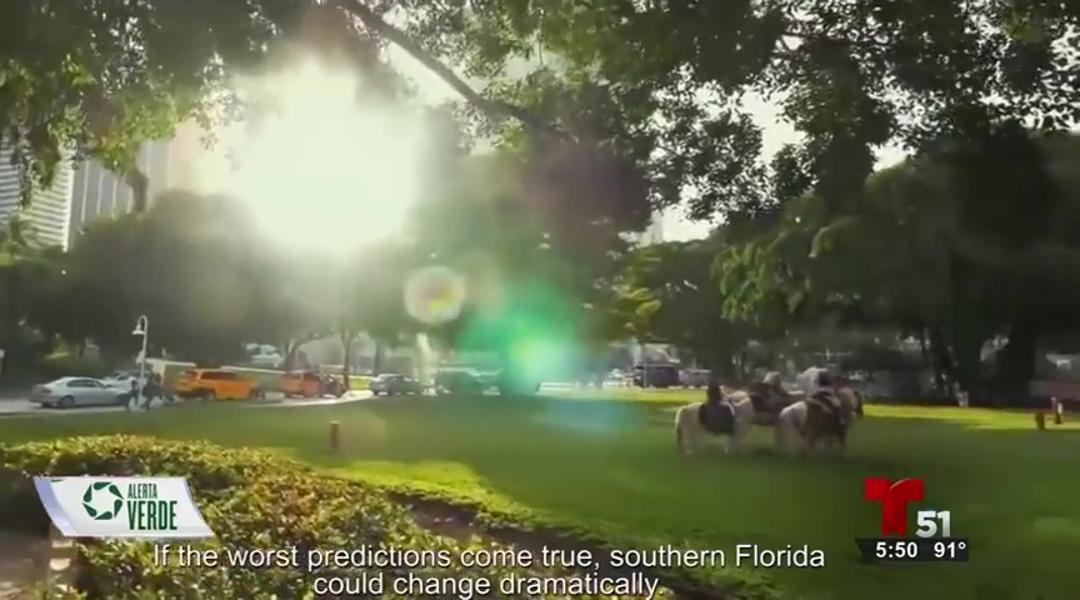 ALERTA
VERDE
T
51
5:50 91°
If the worst predictions come true, southern Florida
could change dramatically.